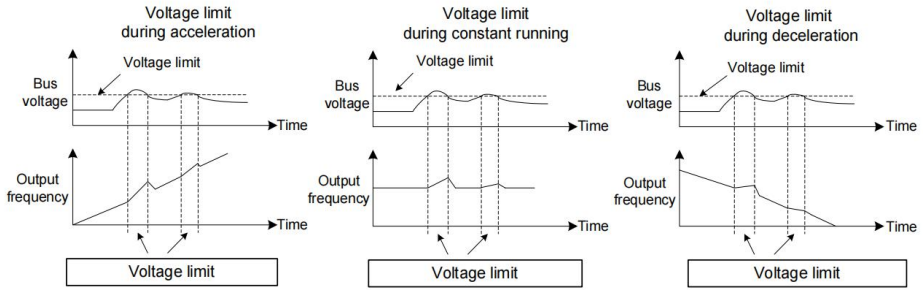 Voltage limit
during acceleration
Voltage limit
Bus
voltage
Time
Output
frequency
Time
Voltage limit
Voltage limit
during constant running
Voltage limit
Bus
voltage
Time
Output
frequency
Time
Voltage limit
Voltage limit
during deceleration
Voltage limit
Bus
voltage
Time
Output
frequency
Time
Voltage limit